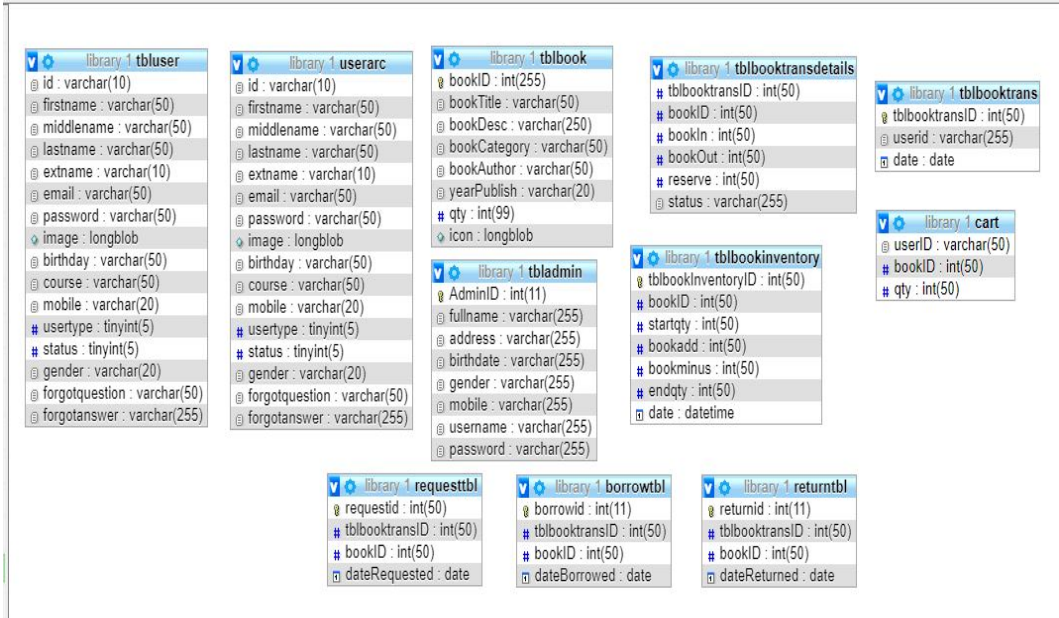 library 1 tbluser
id : varchar(10)
firstname : varchar(50)
middlename : varchar(50)
lastname : varchar(50)
extname : varchar(10)
email : varchar(50)
password : varchar(50)
image : longblob
birthday : varchar(50)
course : varchar(50)
mobile : varchar(20)
usertype : tinyint(5)
status : tinyint(5)
gender : varchar(20)
forgotquestion : varchar(50)
forgotanswer : varchar(255)
library 1 userarc
id : varchar(10)
firstname : varchar(50)
middlename : varchar(50)
lastname : varchar(50)
extname : varchar(10)
email : varchar(50)
password : varchar(50)
image : longblob
birthday : varchar(50)
course : varchar(50)
mobile : varchar(20)
usertype : tinyint(5)
status : tinyint(5)
gender : varchar(20)
forgotquestion : varchar(50)
forgotanswer : varchar(255)
library 1 tblbook
bookID : int(255)
bookTitle : varchar(50)
bookDesc : varchar(250)
bookCategory : varchar(50)
bookAuthor : varchar(50)
yearPublish : varchar(20)
qty : int(99)
icon : longblob
library 1 tbladmin
AdminID : int(11)
fullname : varchar(255)
address : varchar(255)
birthdate : varchar(255)
gender : varchar(255)
mobile : varchar(255)
username : varchar(255)
password : varchar(255)
library 1 tblbooktransdetails
tblbooktransID : int(50)
bookID : int(50)
bookIn : int(50)
bookOut : int(50)
reserve : int(50)
status : varchar(255)
library 1 tblbooktrans
tblbooktransID : int(50)
userid : varchar(255)
date : date
library 1 cart
userID : varchar(50)
bookID : int(50)
qty : int(50)
library 1 tblbookinventory
tblbookInventoryID : int(50)
bookID : int(50)
startqty : int(50)
bookadd : int(50)
bookminus : int(50)
endqty : int(50)
date : datetime
library 1 requesttbl
requestid : int(50)
tblbooktransID : int(50)
bookID : int(50)
dateRequested : date
library 1 borrowtbl
borrowid : int(11)
tblbooktransID : int(50)
bookID : int(50)
dateBorrowed : date
library 1 returntbl
returnid : int(11)
tblbooktransID : int(50)
bookID : int(50)
dateReturned : date